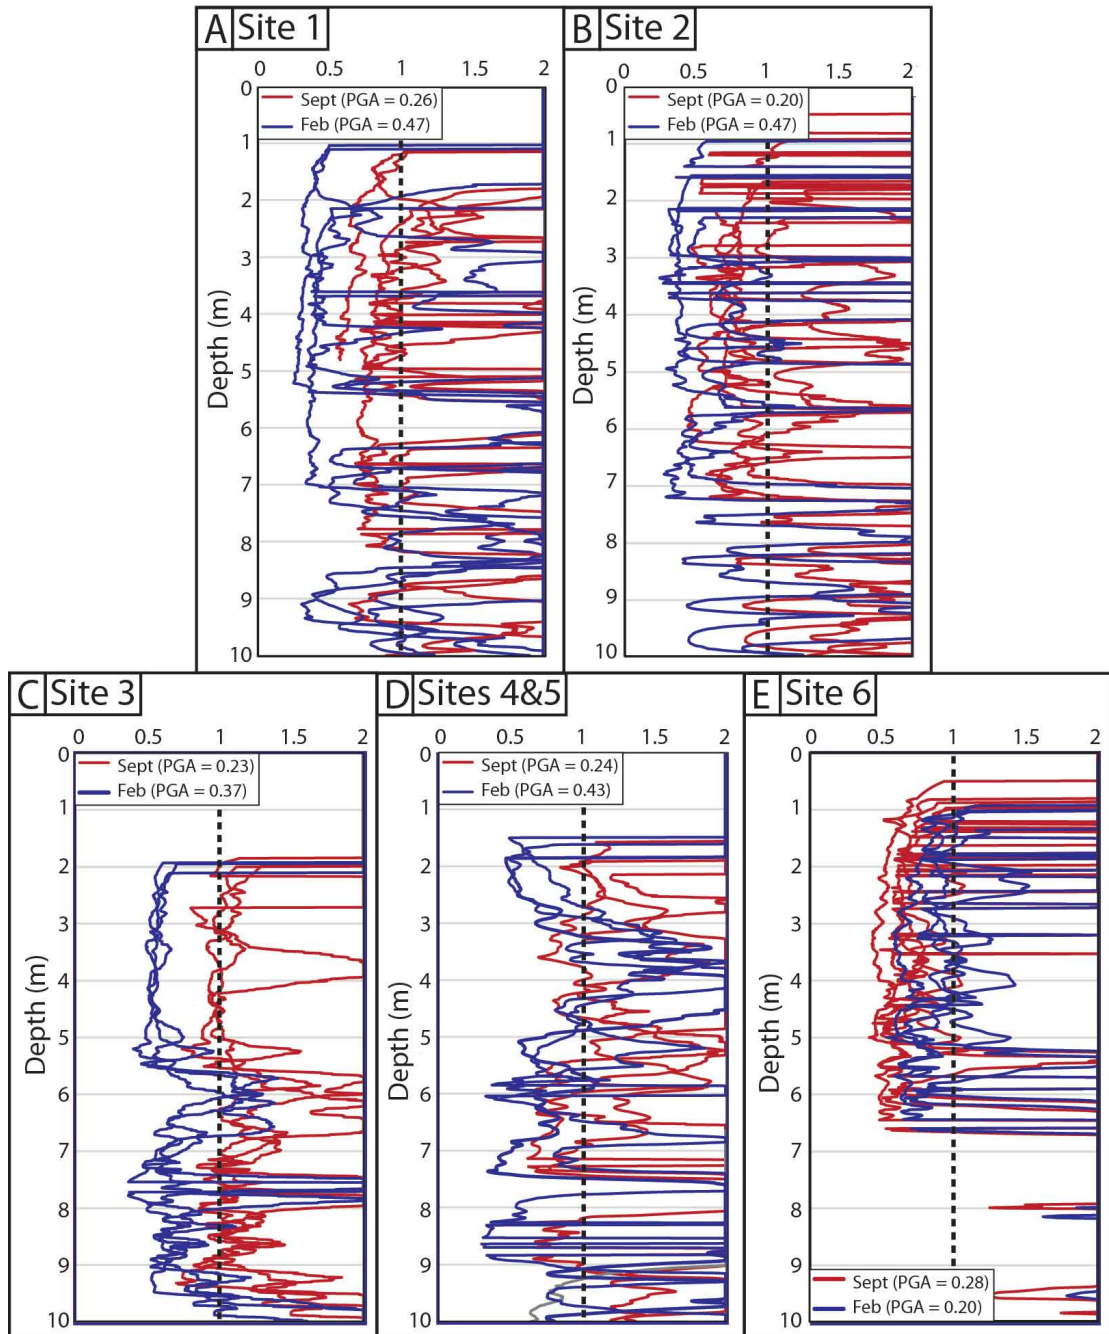 A Site 1
0 0.5 1 1.5 2
Sept (PGA = 0.26)
Feb (PGA = 0.47)
Depth (m)
0
1
2
3
4
5
6
7
8
9
10
B Site 2
0 0.5 1 1.5 2
Sept (PGA = 0.20)
Feb (PGA = 0.47)
Depth (m)
0
1
2
3
4
5
6
7
8
9
10
C Site 3
0 0.5 1 1.5 2
Sept (PGA = 0.23)
Feb (PGA = 0.37)
Depth (m)
0
1
2
3
4
5
6
7
8
9
10
D Sites 4&5
0 0.5 1 1.5 2
Sept (PGA = 0.24)
Feb (PGA = 0.43)
Depth (m)
0
1
2
3
4
5
6
7
8
9
10
E Site 6
0 0.5 1 1.5 2
Depth (m)
0
1
2
3
4
5
6
7
8
9
10
Sept (PGA = 0.28)
Feb (PGA = 0.20)